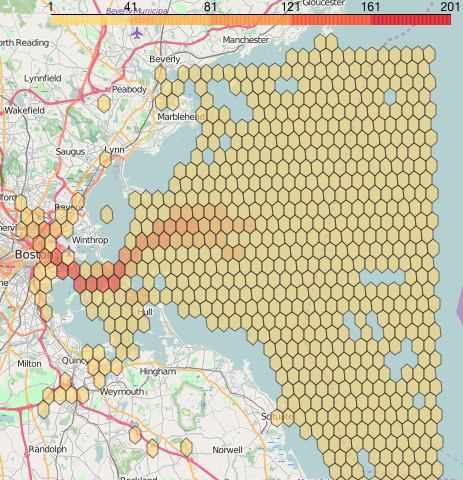 1 41 81 121 161 201
Gloucester
Beverly Municipal
orth Reading
Manchester
Beverly
Lynnfield
Peabody
Wakefield
Marblehead
Saugus
Lynn
Winthrop
Boston
Hull
Milton
Quincy
Hingham
Weymouth
Scituate
Randolph
Norwell